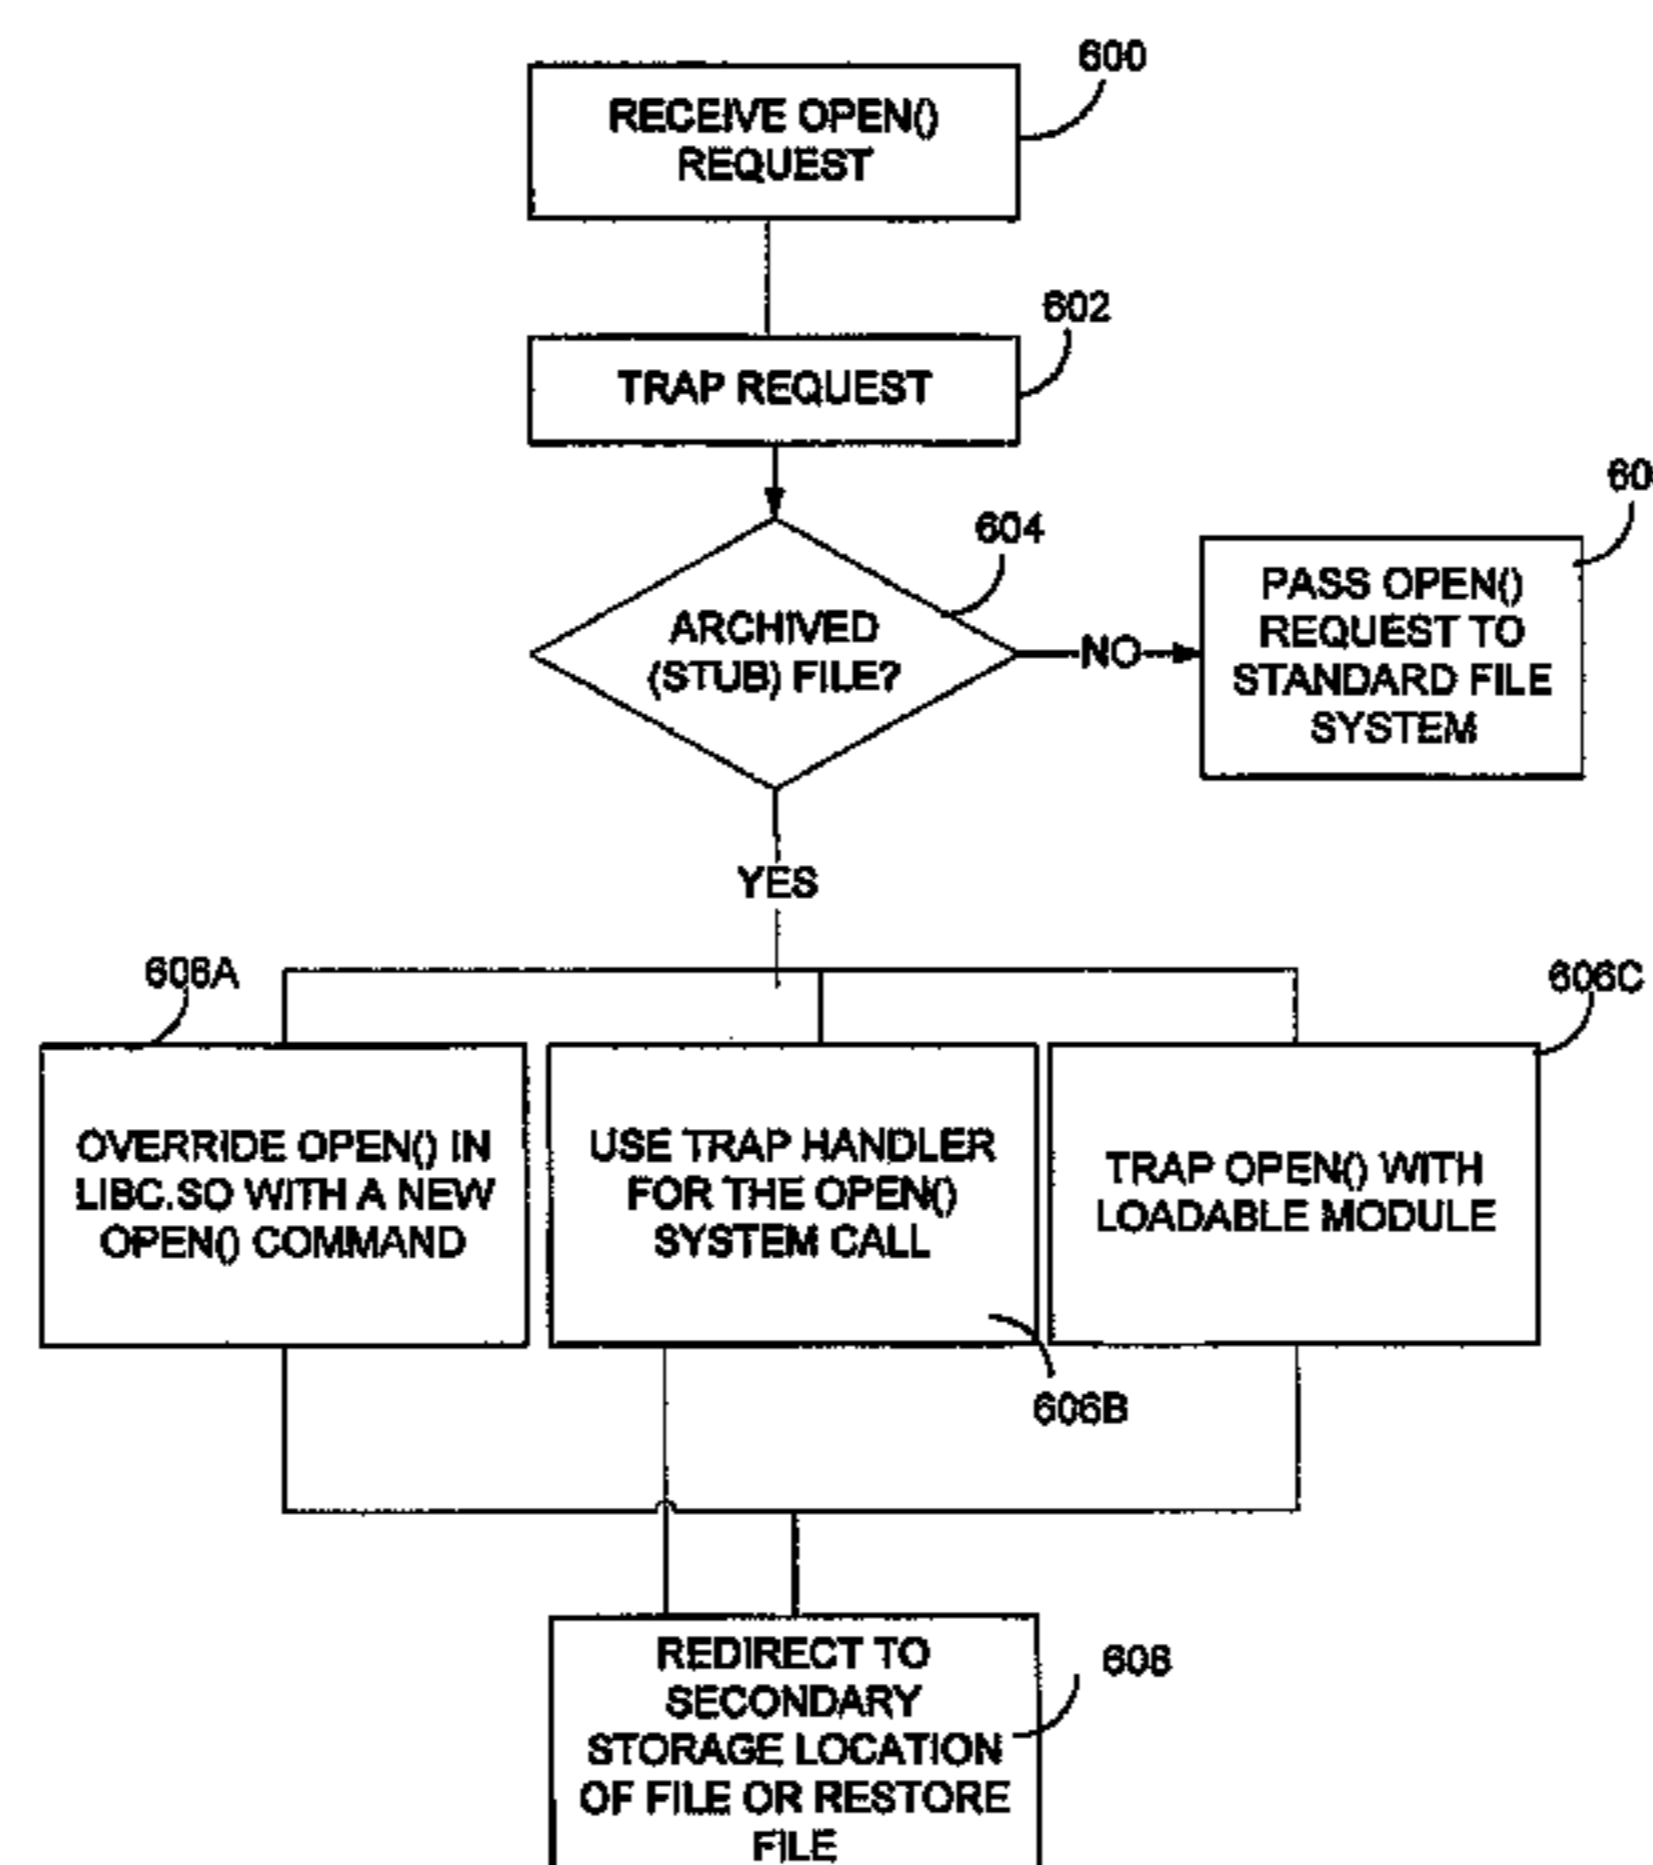 600
RECEIVE OPEN()
REQUEST
602
TRAP REQUEST
604
ARCHIVED
(STUB) FILE?
NO
PASS OPEN()
REQUEST TO
STANDARD FILE
SYSTEM
YES
606A
606C
OVERRIDE OPEN() IN
LIBC.SO WITH A NEW
OPEN() COMMAND
USE TRAP HANDLER
FOR THE OPEN()
SYSTEM CALL
TRAP OPEN() WITH
LOADABLE MODULE
606B
608
REDIRECT TO
SECONDARY
STORAGE LOCATION
OF FILE OR RESTORE
FILE